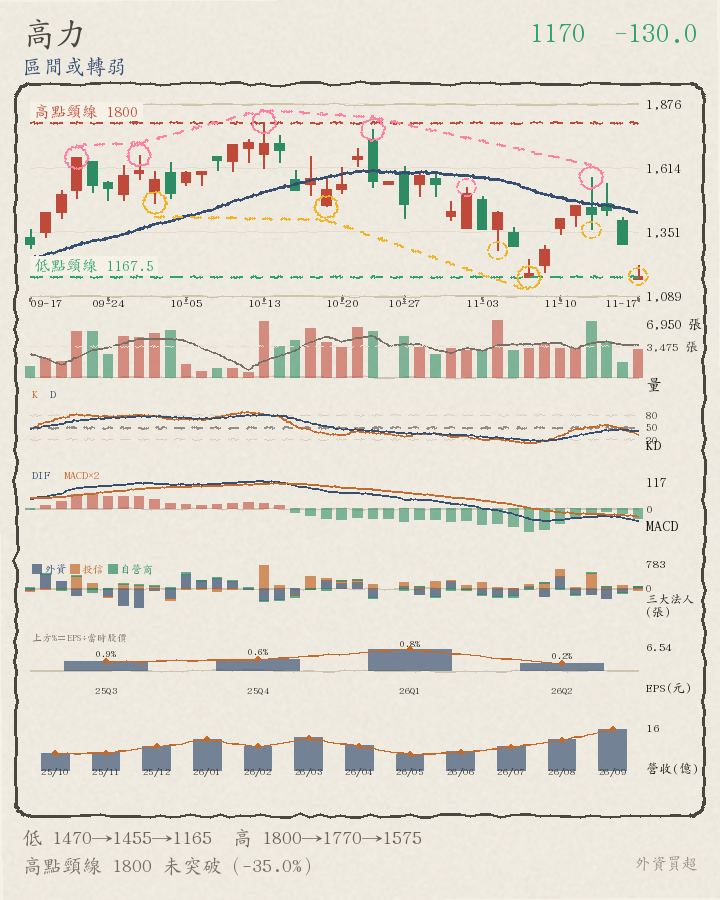 高力
1170 -130.0
區間或轉弱
高點頸線 1800
1,876
1,614
1,351
低點頸線 1167.5
1,089
09-17 09-24 10-05 10-13 10-20 10-27 11-03 11-10 11-17
6,950 張
3,475 張
量
K D
80
50
20
KD
DIF MACD×2
117
0
MACD
外資 投信 自營商
783
0
三大法人
(張)
上方%=EPS÷當時股價
0.9% 0.6% 0.8% 0.2%
6.54
25Q3 25Q4 26Q1 26Q2
EPS(元)
16
營收(億)
25/10 25/11 25/12 26/01 26/02 26/03 26/04 26/05 26/06 26/07 26/08 26/09
低 1470→1455→1165 高 1800→1770→1575
高點頸線 1800 未突破 (-35.0%)
外資買超